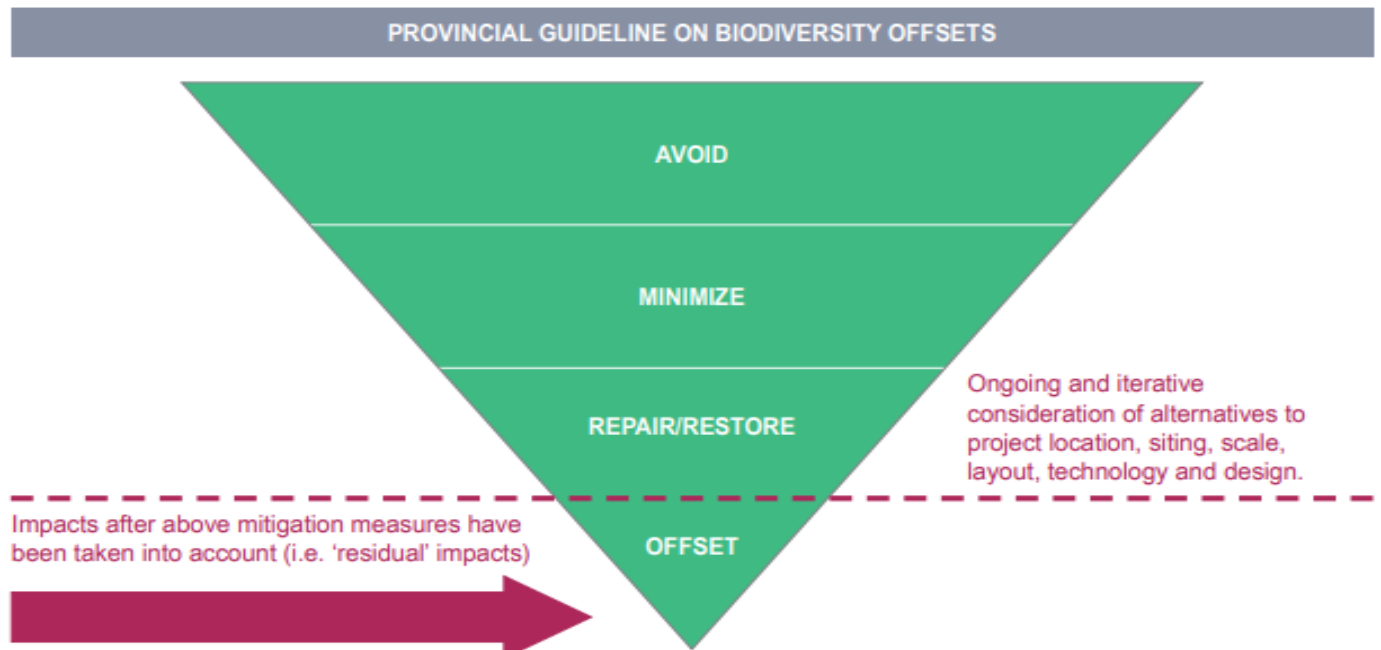 PROVINCIAL GUIDELINE ON BIODIVERSITY OFFSETS
AVOID
MINIMIZE
REPAIR/RESTORE
Ongoing and iterative
consideration of alternatives to
project location, siting, scale,
layout, technology and design.
Impacts after above mitigation measures have
been taken into account (i.e. ‘residual’ impacts)
OFFSET